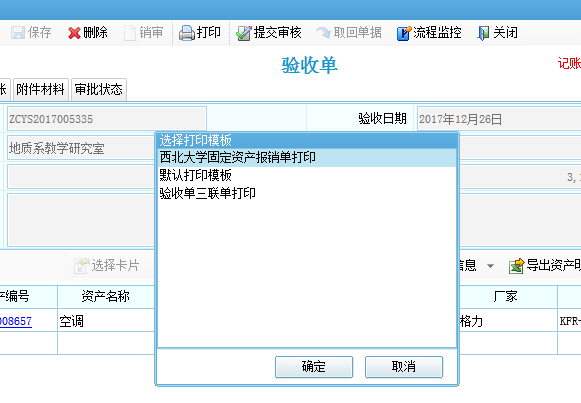 保存 删除 销审 打印 提交审核 取回单据 流程监控 关闭
验收单
记账
账 附件材料 审批状态
ZCYS2017005335 验收日期 2017年12月26日
地质系教学研究室
3,
选择打印模板
西北大学固定资产报销单打印
默认打印模板
验收单三联单打印
选择卡片 信息 导出资产明
产编号 资产名称 厂家
008657 空调 格力 KFR-
确定 取消